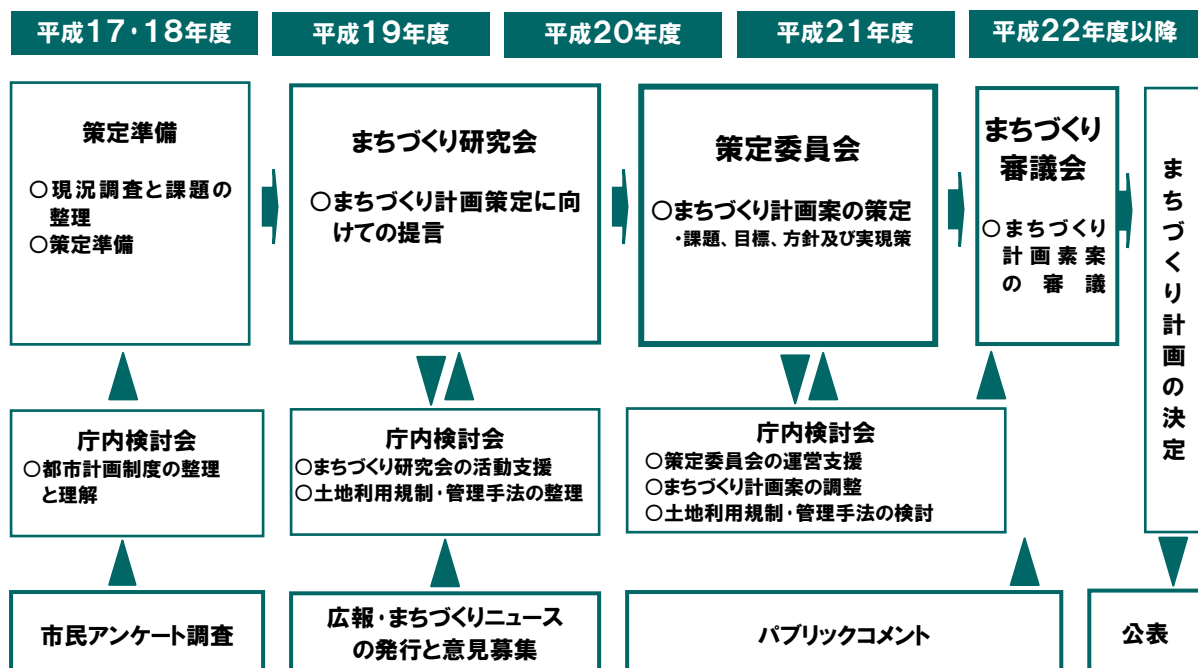 平成17・18年度
平成19年度
平成20年度
平成21年度
平成22年度以降
策定準備
○現況調査と課題の
整理
○策定準備
まちづくり研究会
○まちづくり計画策定に向
けての提言
策定委員会
○まちづくり計画案の策定
・課題、目標、方針及び実現策
まちづくり
審議会
○まちづくり
計画素案
の審議
まちづくり計画の決定
庁内検討会
○都市計画制度の整理
と理解
庁内検討会
○まちづくり研究会の活動支援
○土地利用規制・管理手法の整理
庁内検討会
○策定委員会の運営支援
○まちづくり計画案の調整
○土地利用規制・管理手法の検討
市民アンケート調査
広報・まちづくりニュース
の発行と意見募集
パブリックコメント
公表